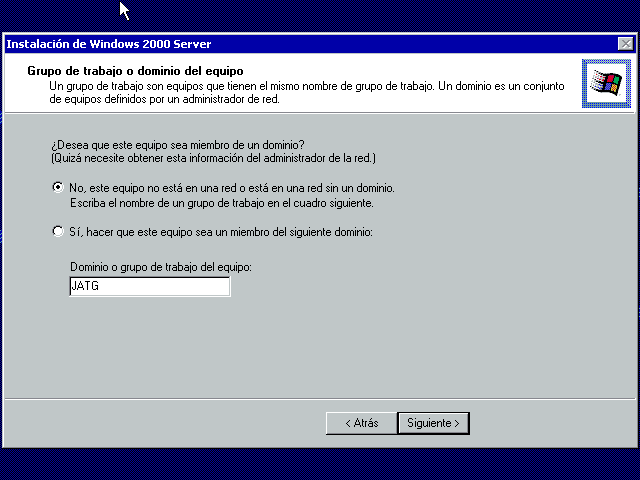 Instalación de Windows 2000 Server
Grupo de trabajo o dominio del equipo
Un grupo de trabajo son equipos que tienen el mismo nombre de grupo de trabajo. Un dominio es un conjunto
de equipos definidos por un administrador de red.
¿Desea que este equipo sea miembro de un dominio?
(Quizá necesite obtener esta información del administrador de la red.)
No, este equipo no está en una red o está en una red sin un dominio.
Escriba el nombre de un grupo de trabajo en el cuadro siguiente.
Sí, hacer que este equipo sea un miembro del siguiente dominio:
Dominio o grupo de trabajo del equipo:
JATG
< Atrás
Siguiente >